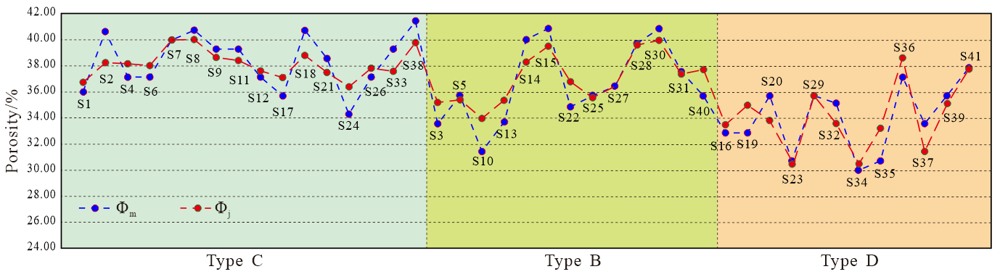 42.00
40.00
38.00
36.00
34.00
32.00
30.00
28.00
26.00
24.00
Porosity/%
S1
S2
S4
S6
S7
S8
S9
S11
S12
S17
S18
S21
S24
S26
S33
S38
S3
S5
S10
S13
S14
S15
S22
S25
S27
S28
S30
S31
S40
S16
S19
S20
S23
S29
S32
S34
S35
S36
S37
S39
S41
Φm
Φj
Type C
Type B
Type D